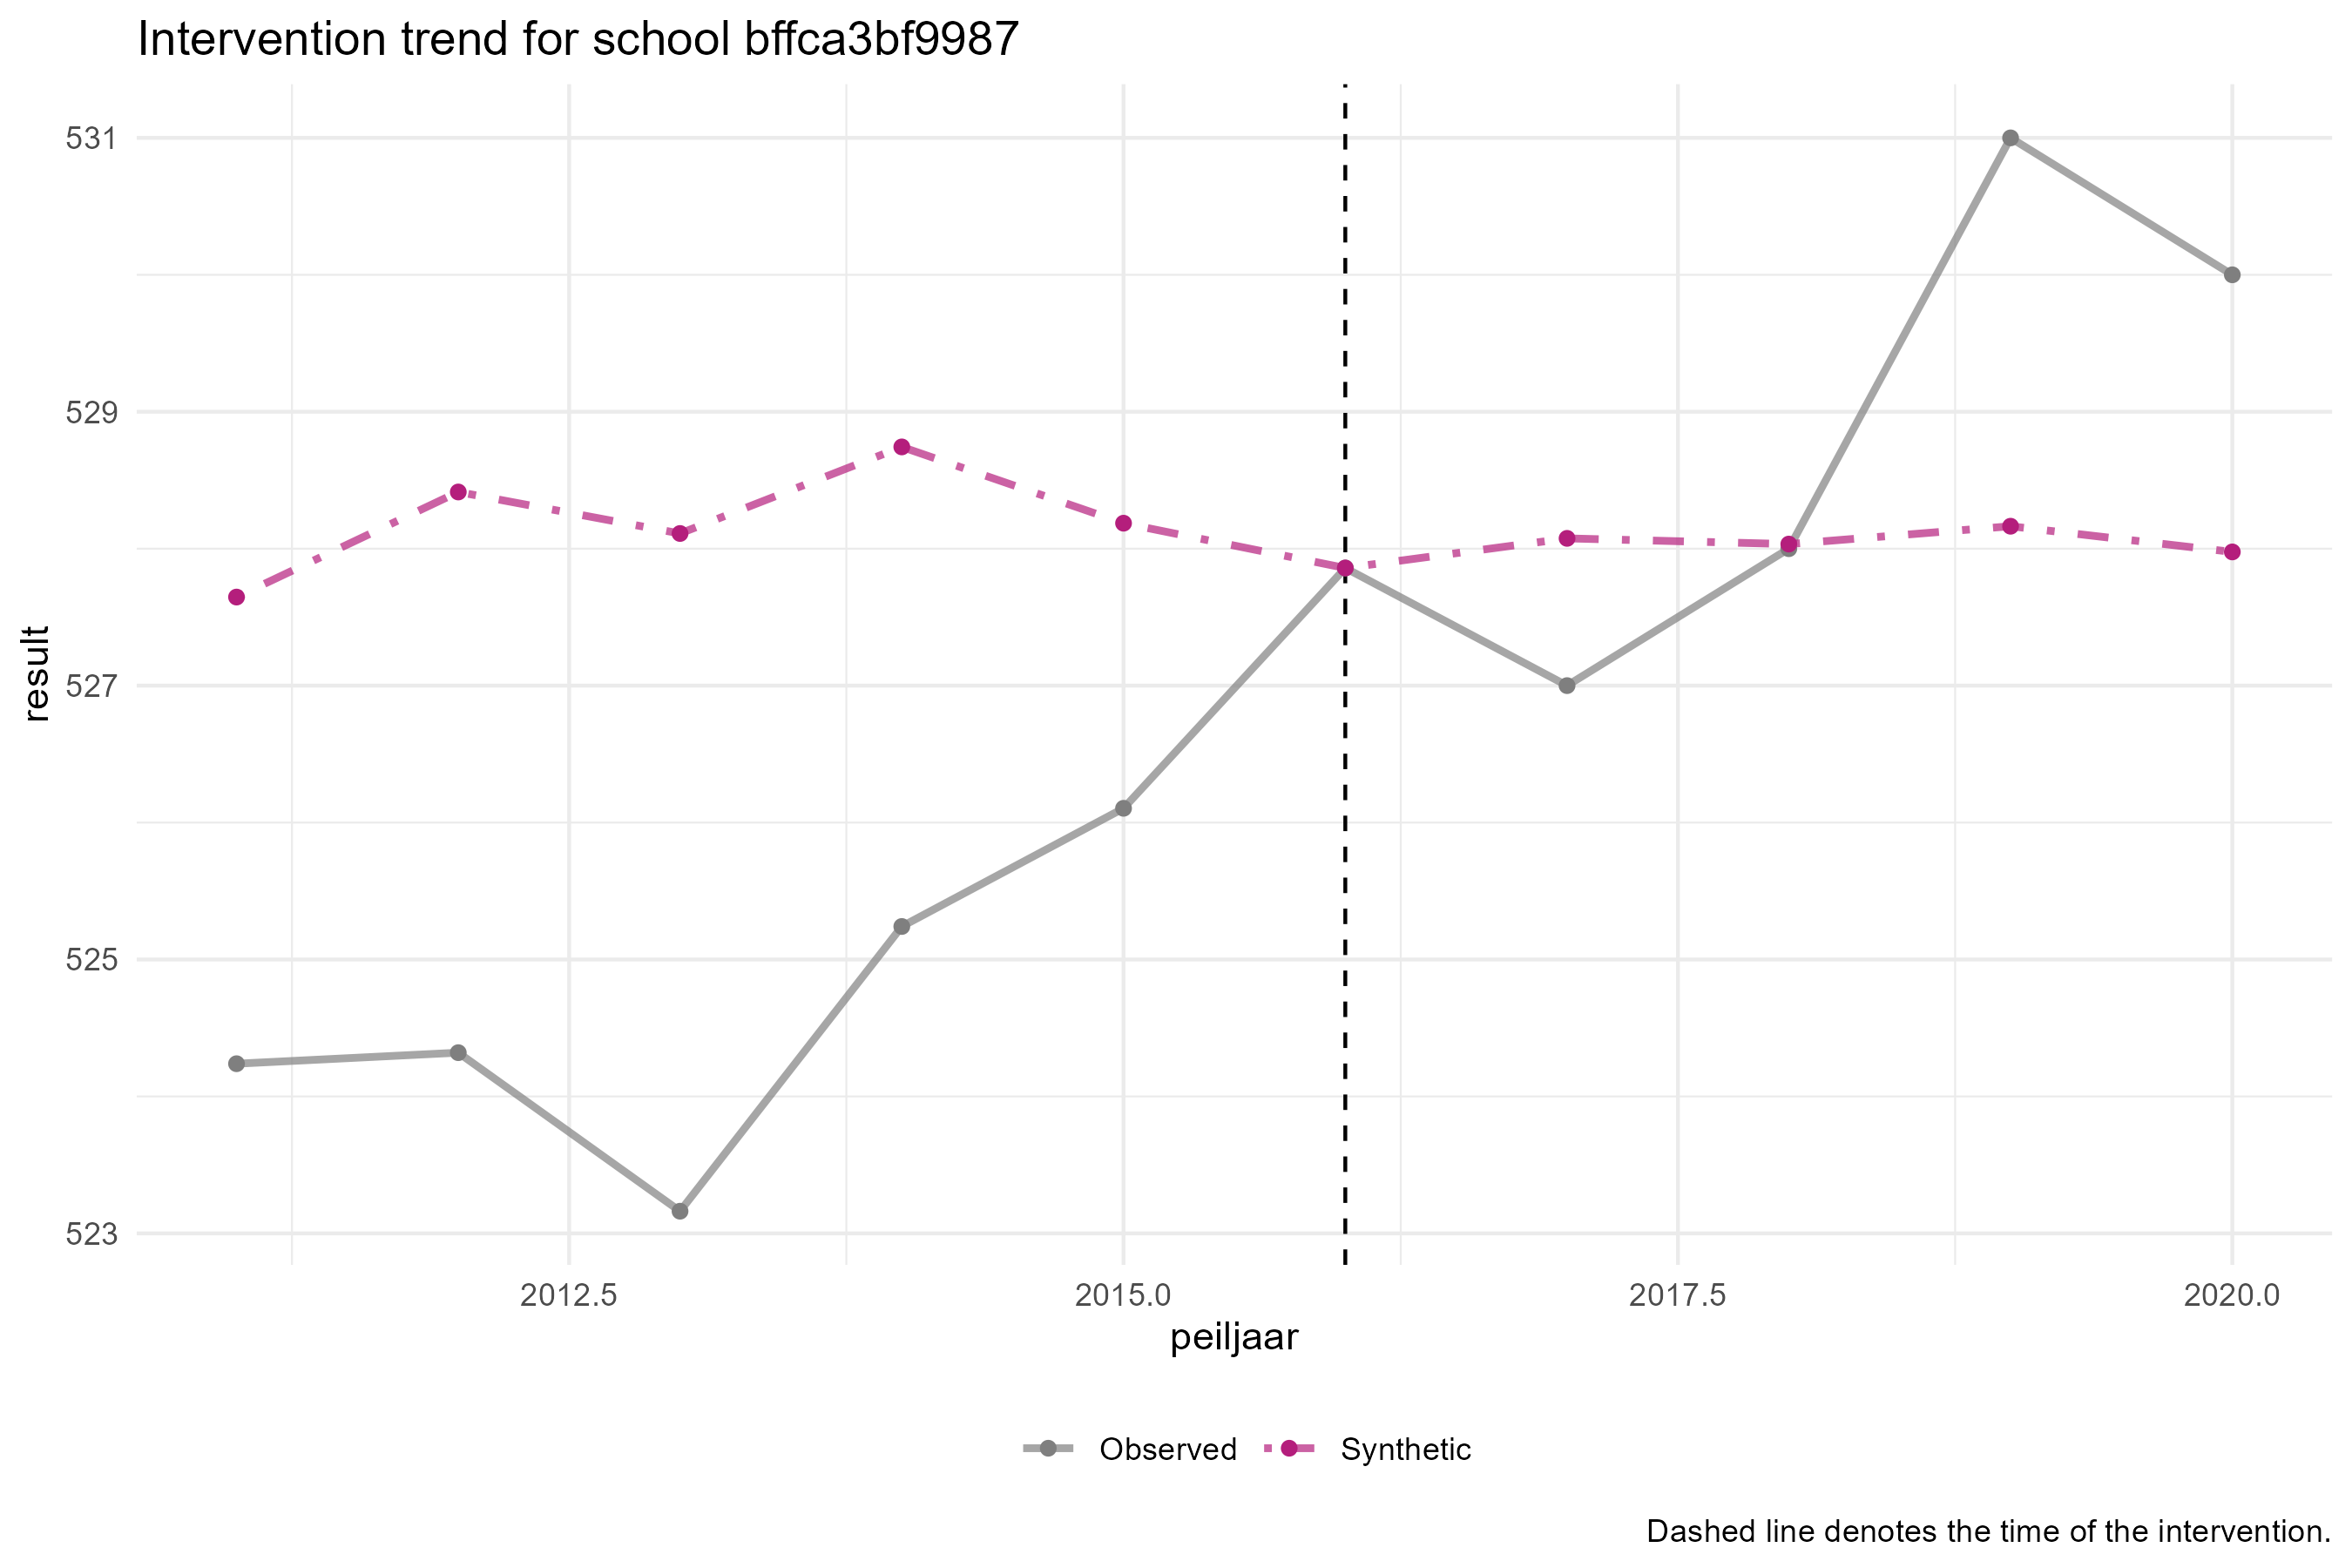 Intervention trend for school bffca3bf9987
531
529
527
525
523
result
2012.5 2015.0 2017.5 2020.0
peiljaar
Observed Synthetic
Dashed line denotes the time of the intervention.